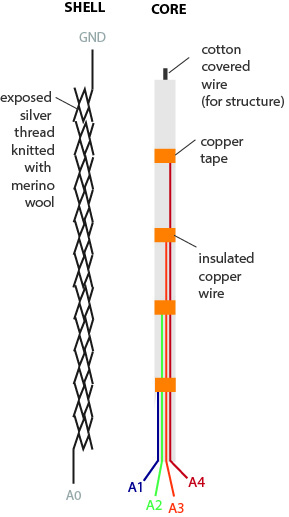 SHELL
CORE
GND
exposed
silver
thread
knitted
with
merino
wool
cotton
covered
wire
(for structure)
copper
tape
insulated
copper
wire
A0
A1
A2
A3
A4